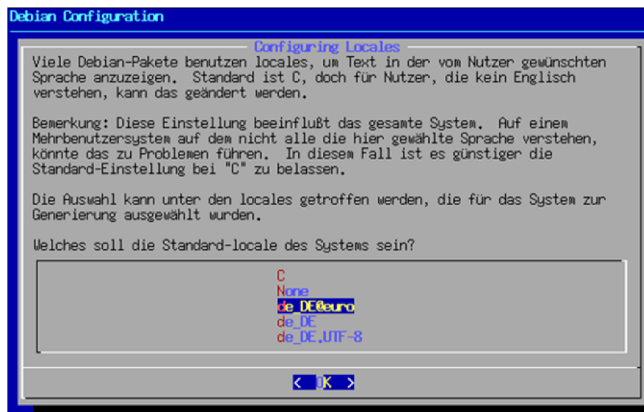 Debian Configuration
Configuring Locales
Viele Debian-Pakete benutzen locales, um Text in der vom Nutzer gewünschten
Sprache anzuzeigen. Standard ist C, doch für Nutzer, die kein Englisch
verstehen, kann das geändert werden.
Bemerkung: Diese Einstellung beeinflußt das gesamte System. Auf einem
Mehrbenutzersystem auf dem nicht alle die hier gewählte Sprache verstehen,
könnte das zu Problemen führen. In diesem Fall ist es günstiger die
Standard-Einstellung bei "C" zu belassen.
Die Auswahl kann unter den locales getroffen werden, die für das System zur
Generierung ausgewählt wurden.
Welches soll die Standard-locale des Systems sein?
C
None
de_DE@euro
de_DE
de_DE.UTF-8
< OK >